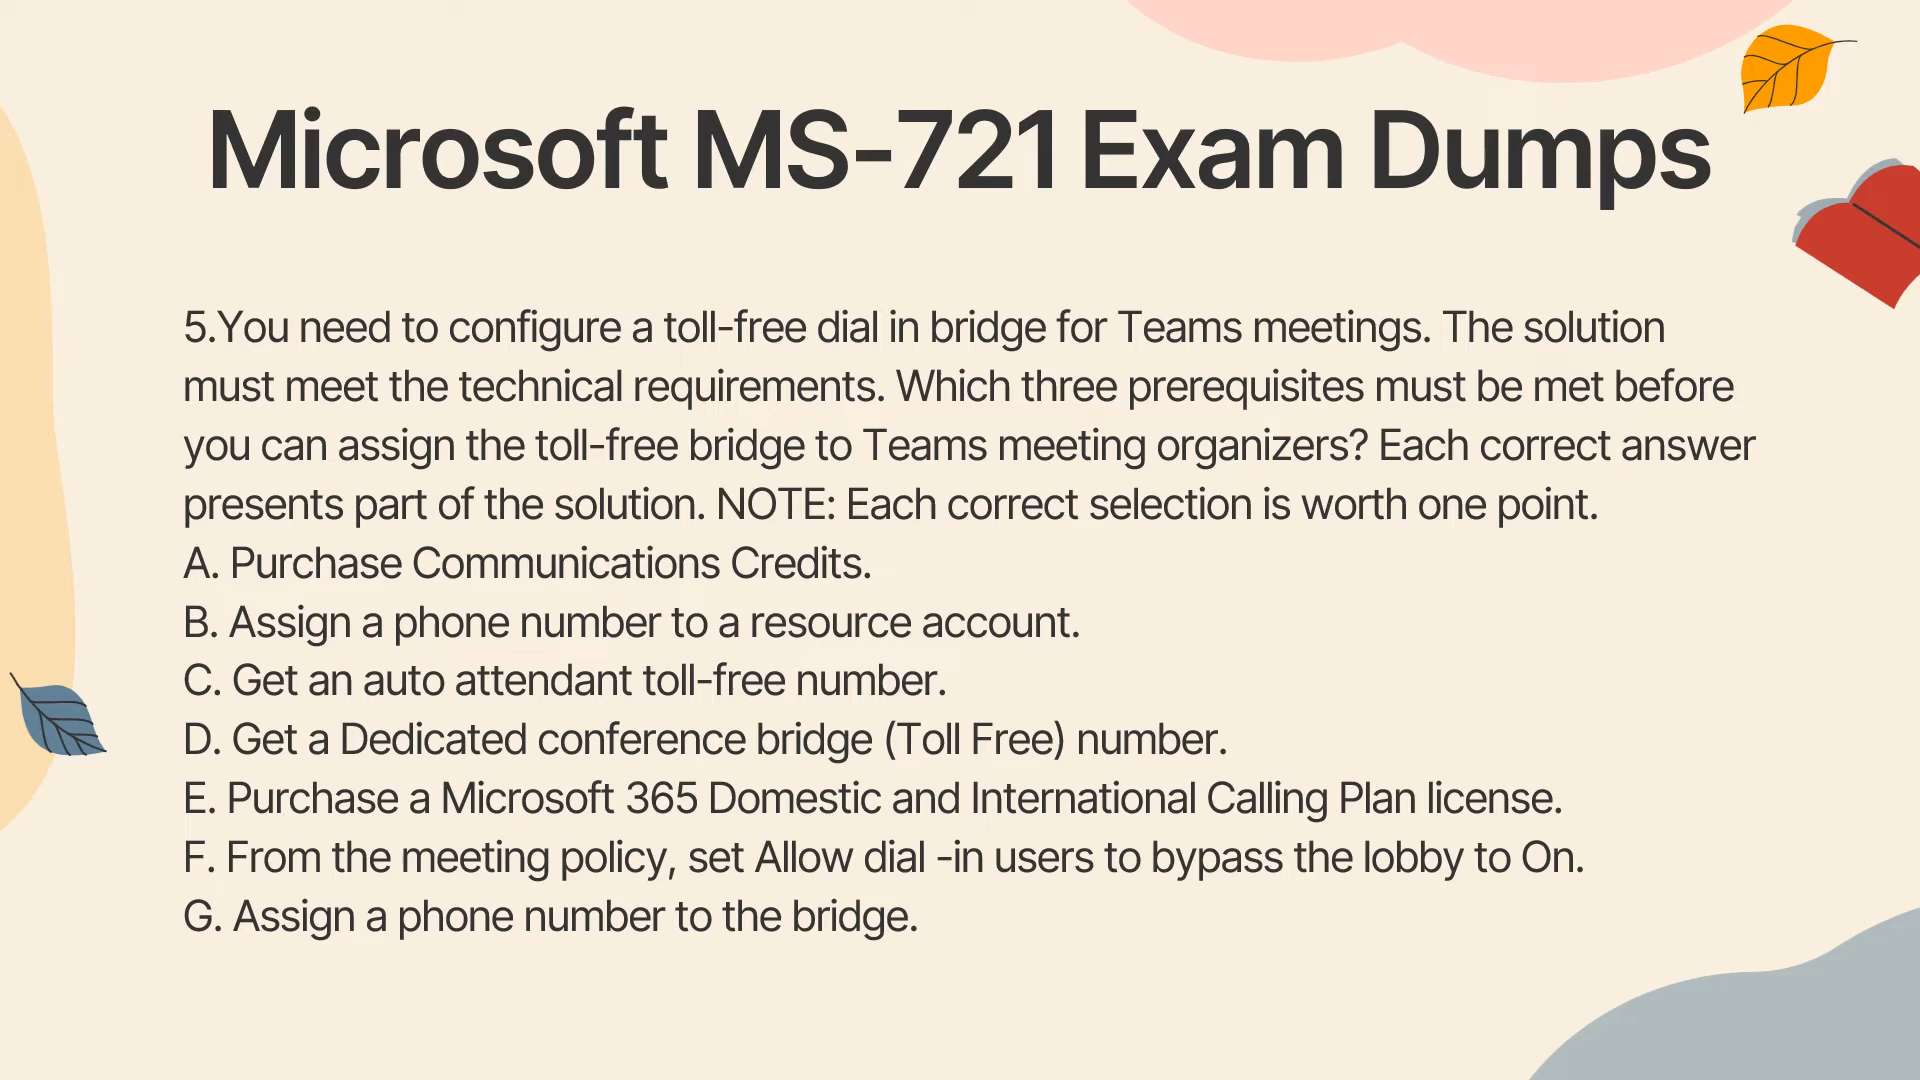 Microsoft MS-721 Exam Dumps
5.You need to configure a toll-free dial in bridge for Teams meetings. The solution
must meet the technical requirements. Which three prerequisites must be met before
you can assign the toll-free bridge to Teams meeting organizers? Each correct answer
presents part of the solution. NOTE: Each correct selection is worth one point.
A. Purchase Communications Credits.
B. Assign a phone number to a resource account.
C. Get an auto attendant toll-free number.
D. Get a Dedicated conference bridge (Toll Free) number.
E. Purchase a Microsoft 365 Domestic and International Calling Plan license.
F. From the meeting policy, set Allow dial -in users to bypass the lobby to On.
G. Assign a phone number to the bridge.